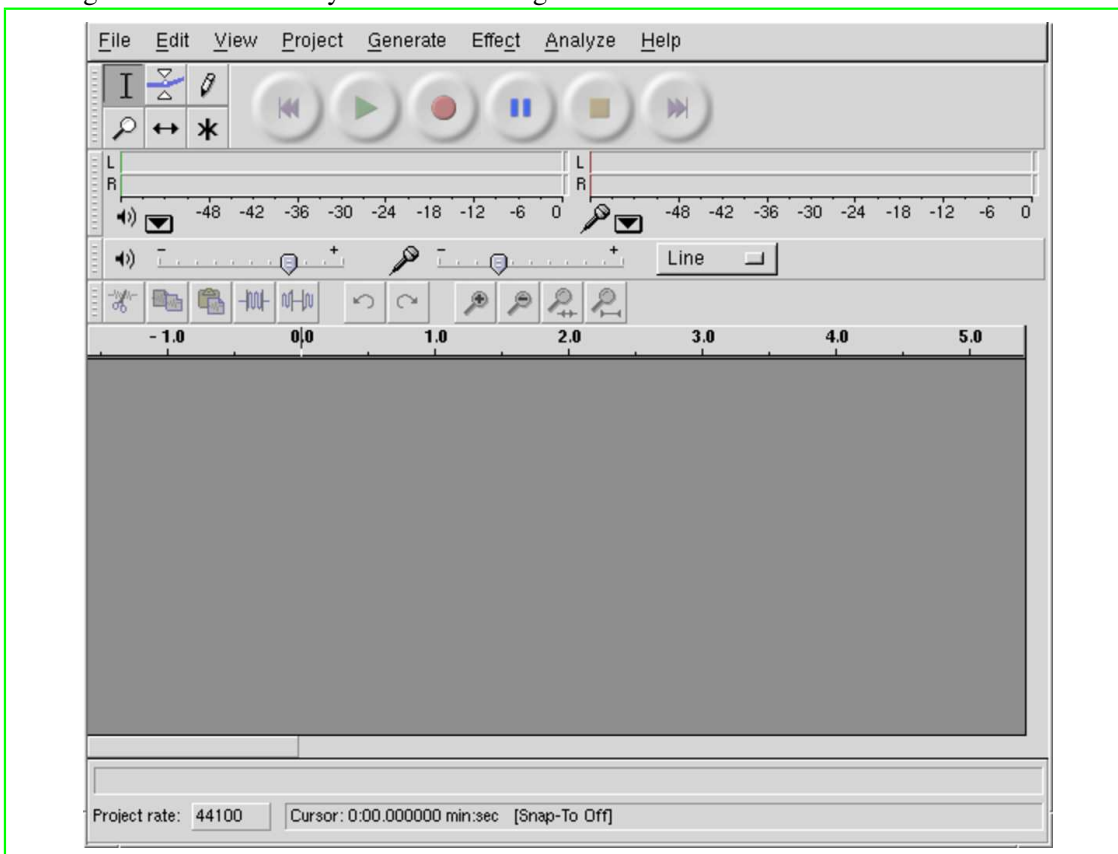 File Edit View Project Generate Effect Analyze Help
L
R
-48 -42 -36 -30 -24 -18 -12 -6 0
L
R
-48 -42 -36 -30 -24 -18 -12 -6 0
- + - + Line
- 1.0 0.0 1.0 2.0 3.0 4.0 5.0
Project rate: 44100 Cursor: 0:00.000000 min:sec [Snap-To Off]